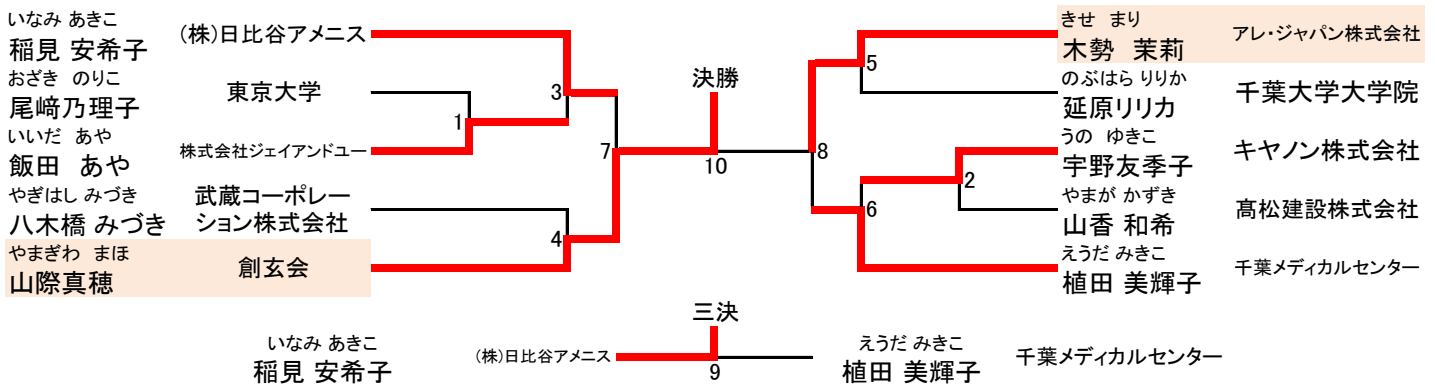 いなみ あきこ
稲見 安希子 (株)日比谷アメニス
おざき のりこ
尾﨑乃理子 東京大学
いいだ あや
飯田 あや 株式会社ジェイアンドユー
やぎはし みづき
八木橋 みづき 武蔵コーポレー
ション株式会社
やまぎわ まほ
山際真穂 創玄会
1
3
4
7
決勝
10
8
5
2
6
きせ まり
木勢 茉莉 アレ・ジャパン株式会社
のぶはら りりか
延原リリカ 千葉大学大学院
うの ゆきこ
宇野友季子 キヤノン株式会社
やまが かずき
山香 和希 髙松建設株式会社
えうだ みきこ
植田 美輝子 千葉メディカルセンター
三決
いなみ あきこ
稲見 安希子 (株)日比谷アメニス
9
えうだ みきこ
植田 美輝子 千葉メディカルセンター